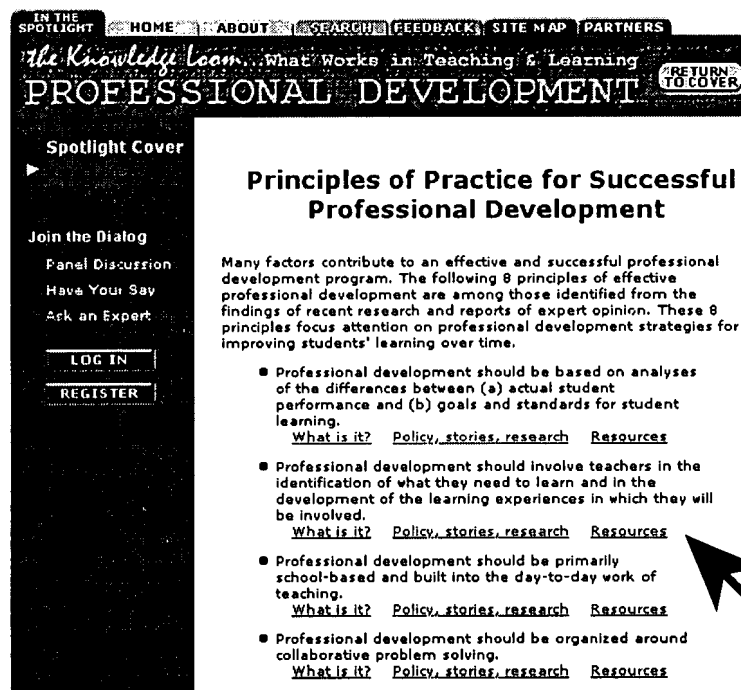 IN THE
SPOTLIGHT HOME ABOUT SEARCH FEEDBACK SITE MAP PARTNERS
the Knowledge Loom...What Works in Teaching & Learning
PROFESSIONAL DEVELOPMENT
RETURN
TO COVER
Spotlight Cover
Join the Dialog
Panel Discussion
Have Your Say
Ask an Expert
LOG IN
REGISTER
Principles of Practice for Successful
Professional Development
Many factors contribute to an effective and successful professional
development program. The following 8 principles of effective
professional development are among those identified from the
findings of recent research and reports of expert opinion. These 8
principles focus attention on professional development strategies for
improving students' learning over time.
Professional development should be based on analyses
of the differences between (a) actual student
performance and (b) goals and standards for student
learning.
What is it? Policy, stories, research Resources
Professional development should involve teachers in the
identification of what they need to learn and in the
development of the learning experiences in which they will
be involved.
What is it? Policy, stories, research Resources
Professional development should be primarily
school-based and built into the day-to-day work of
teaching.
What is it? Policy, stories, research Resources
Professional development should be organized around
collaborative problem solving.
What is it? Policy, stories, research Resources